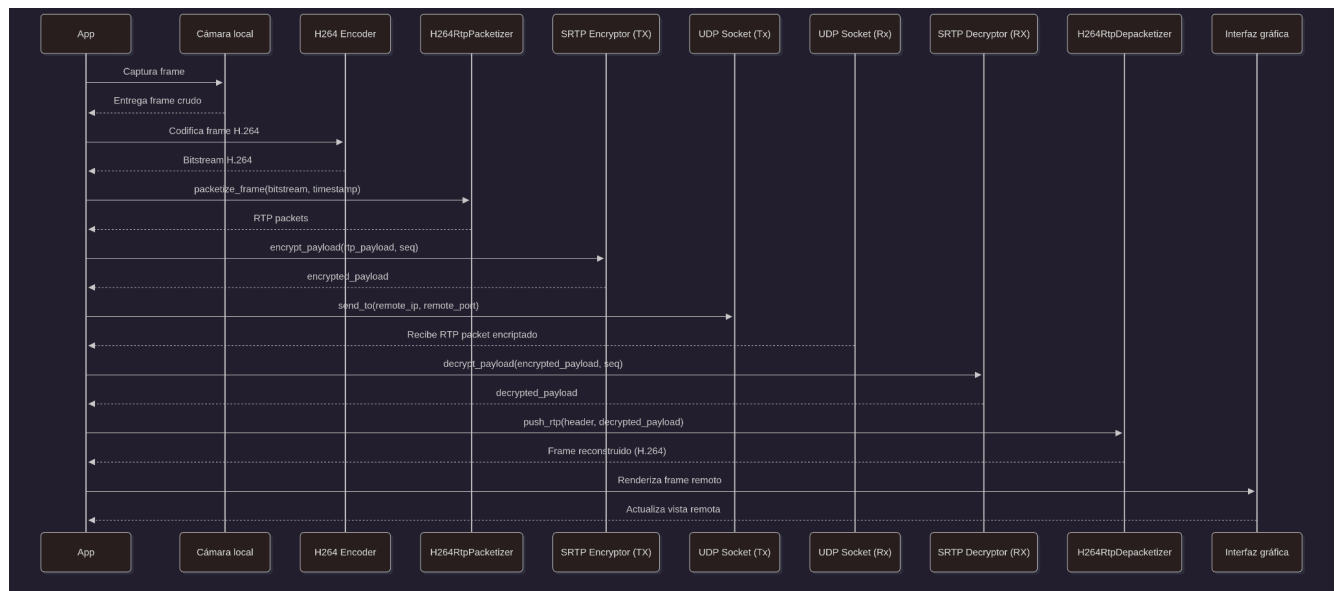 App
Cámara local
H264 Encoder
H264RtpPacketizer
SRTP Encryptor (TX)
UDP Socket (Tx)
UDP Socket (Rx)
SRTP Decryptor (RX)
H264RtpDepacketizer
Interfaz gráfica
Captura frame
Entrega frame crudo
Codifica frame H.264
Bitstream H.264
packetize_frame(bitstream, timestamp)
RTP packets
encrypt_payload(rtp_payload, seq)
encrypted_payload
send_to(remote_ip, remote_port)
Recibe RTP packet encriptado
decrypt_payload(encrypted_payload, seq)
decrypted_payload
push_rtp(header, decrypted_payload)
Frame reconstruido (H.264)
Renderiza frame remoto
Actualiza vista remota
App
Cámara local
H264 Encoder
H264RtpPacketizer
SRTP Encryptor (TX)
UDP Socket (Tx)
UDP Socket (Rx)
SRTP Decryptor (RX)
H264RtpDepacketizer
Interfaz gráfica